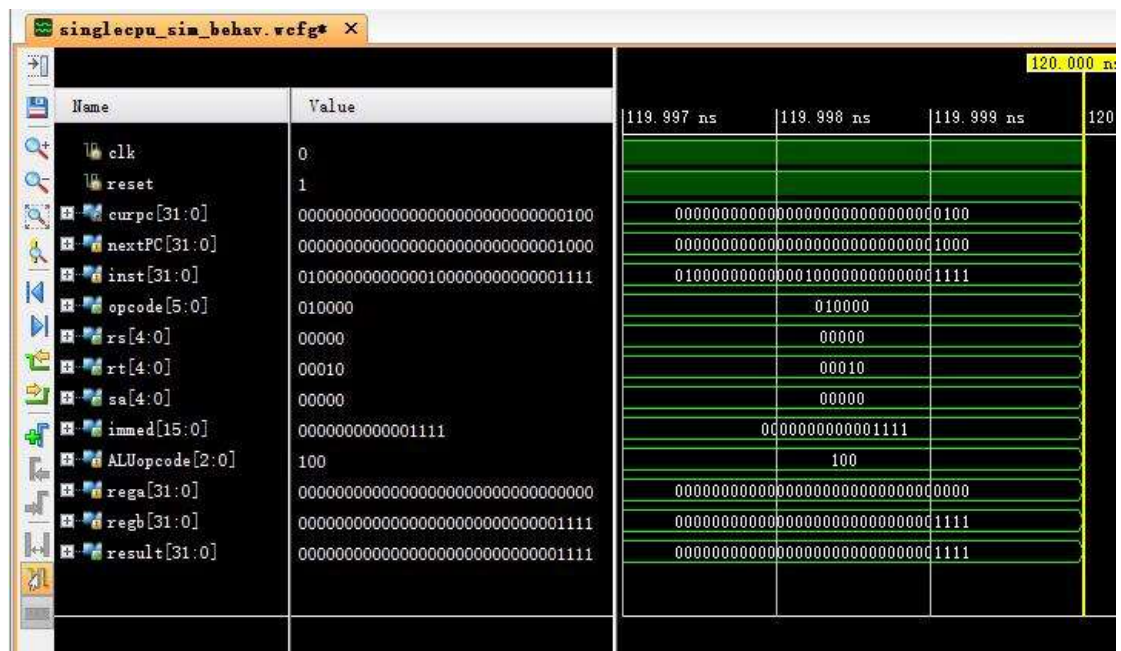 singlecpu_sim_behav.wcfg* X
120.000 ns
Name Value
119.997 ns 119.998 ns 119.999 ns 120
clk 0
reset 1
curpc[31:0] 00000000000000000000000000000100 00000000000000000000000000000100
nextPC[31:0] 00000000000000000000000000001000 00000000000000000000000000001000
inst[31:0] 01000000000000100000000000001111 01000000000000100000000000001111
opcode[5:0] 010000 010000
rs[4:0] 00000 00000
rt[4:0] 00010 00010
sa[4:0] 00000 00000
immed[15:0] 0000000000001111 0000000000001111
ALUopcode[2:0] 100 100
rega[31:0] 00000000000000000000000000000000 00000000000000000000000000000000
regb[31:0] 00000000000000000000000000001111 00000000000000000000000000001111
result[31:0] 00000000000000000000000000001111 00000000000000000000000000001111